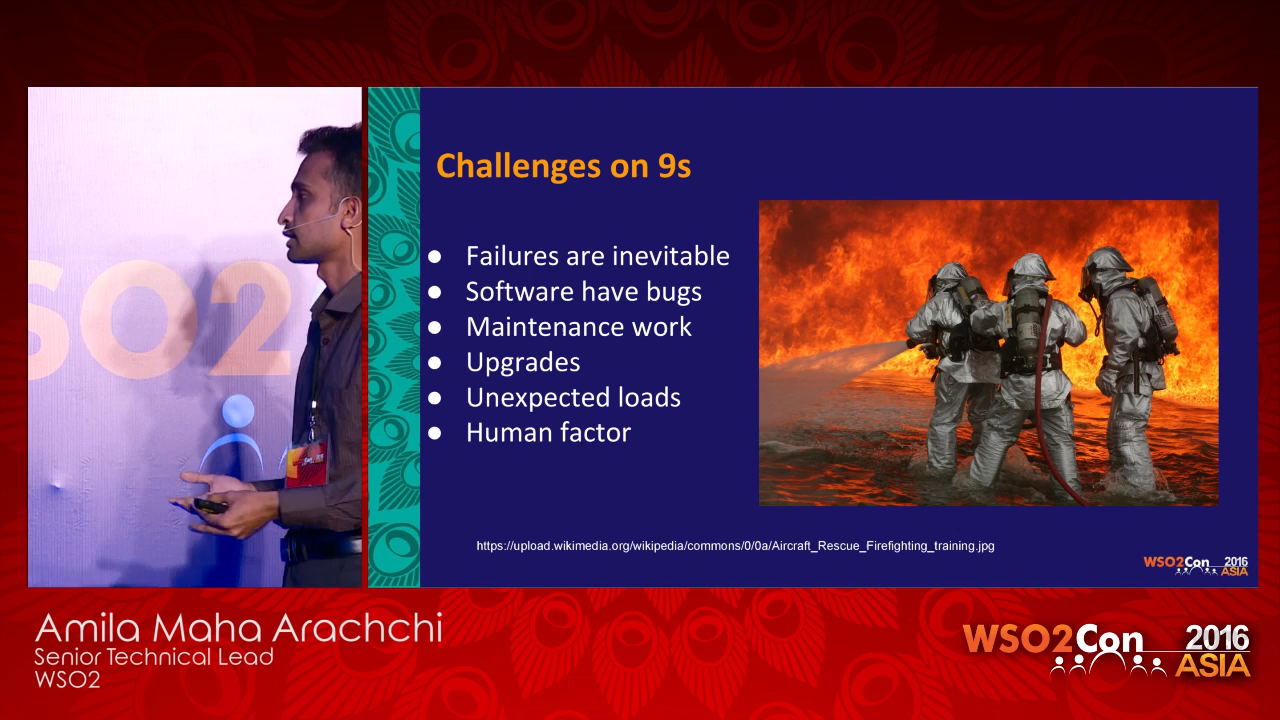 SO2
Challenges on 9s
● Failures are inevitable
● Software have bugs
● Maintenance work
● Upgrades
● Unexpected loads
● Human factor
https://upload.wikimedia.org/wikipedia/commons/0/0a/Aircraft_Rescue_Firefighting_training.jpg
WSO2Con 2016
ASIA
Amila Maha Arachchi
Senior Technical Lead
WSO2
WSO2Con 2016
ASIA